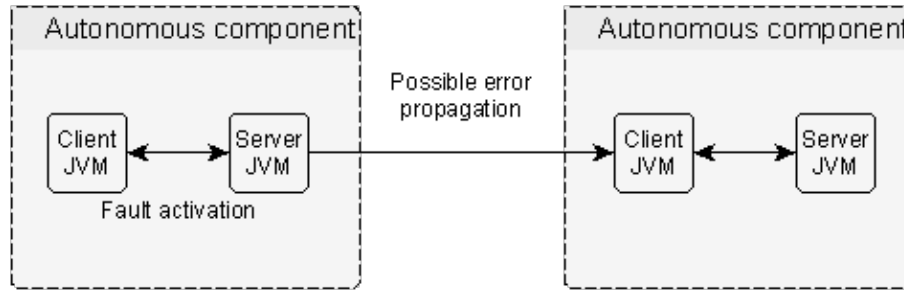 Autonomous component
Autonomous component
Possible error
propagation
Client
JVM
Server
JVM
Client
JVM
Server
JVM
Fault activation